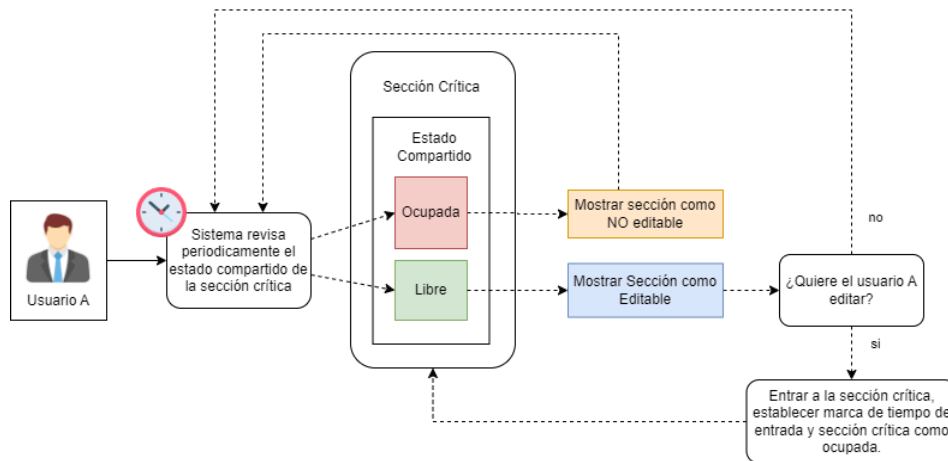 Sección Crítica
Estado
Compartido
Ocupada
Mostrar sección como
NO editable
no
Sistema revisa
periodicamente el
estado compartido de
la sección crítica
Usuario A
Libre
Mostrar Sección como
Editable
¿Quiere el usuario A
editar?
si
Entrar a la sección crítica,
establecer marca de tiempo de
entrada y sección crítica como
ocupada.